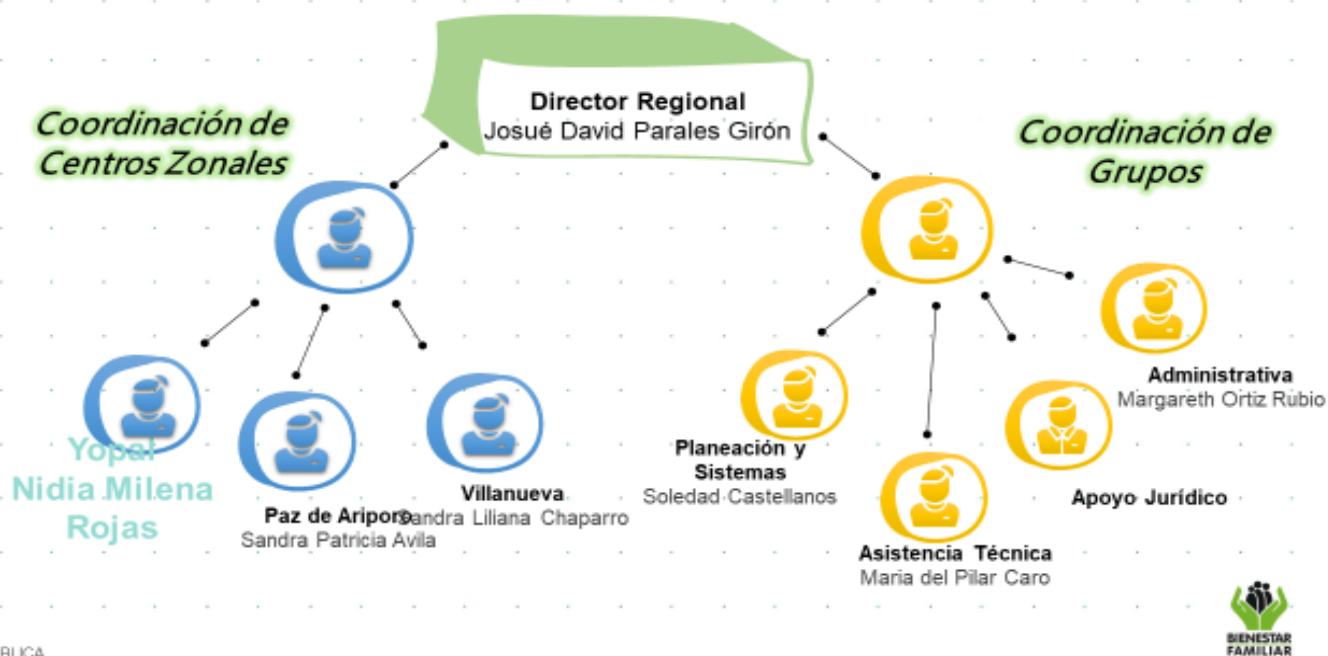 Director Regional
Josué David Parales Girón
Coordinación de
Centros Zonales
Coordinación de
Grupos
Yopal
Nidia Milena
Rojas
Paz de Ariporo
Sandra Patricia Avila
Villanueva
Sandra Liliana Chaparro
Planeación y
Sistemas
Soledad Castellanos
Asistencia Técnica
Maria del Pilar Caro
Apoyo Jurídico
Administrativa
Margareth Ortiz Rubio
BIENESTAR
FAMILIAR